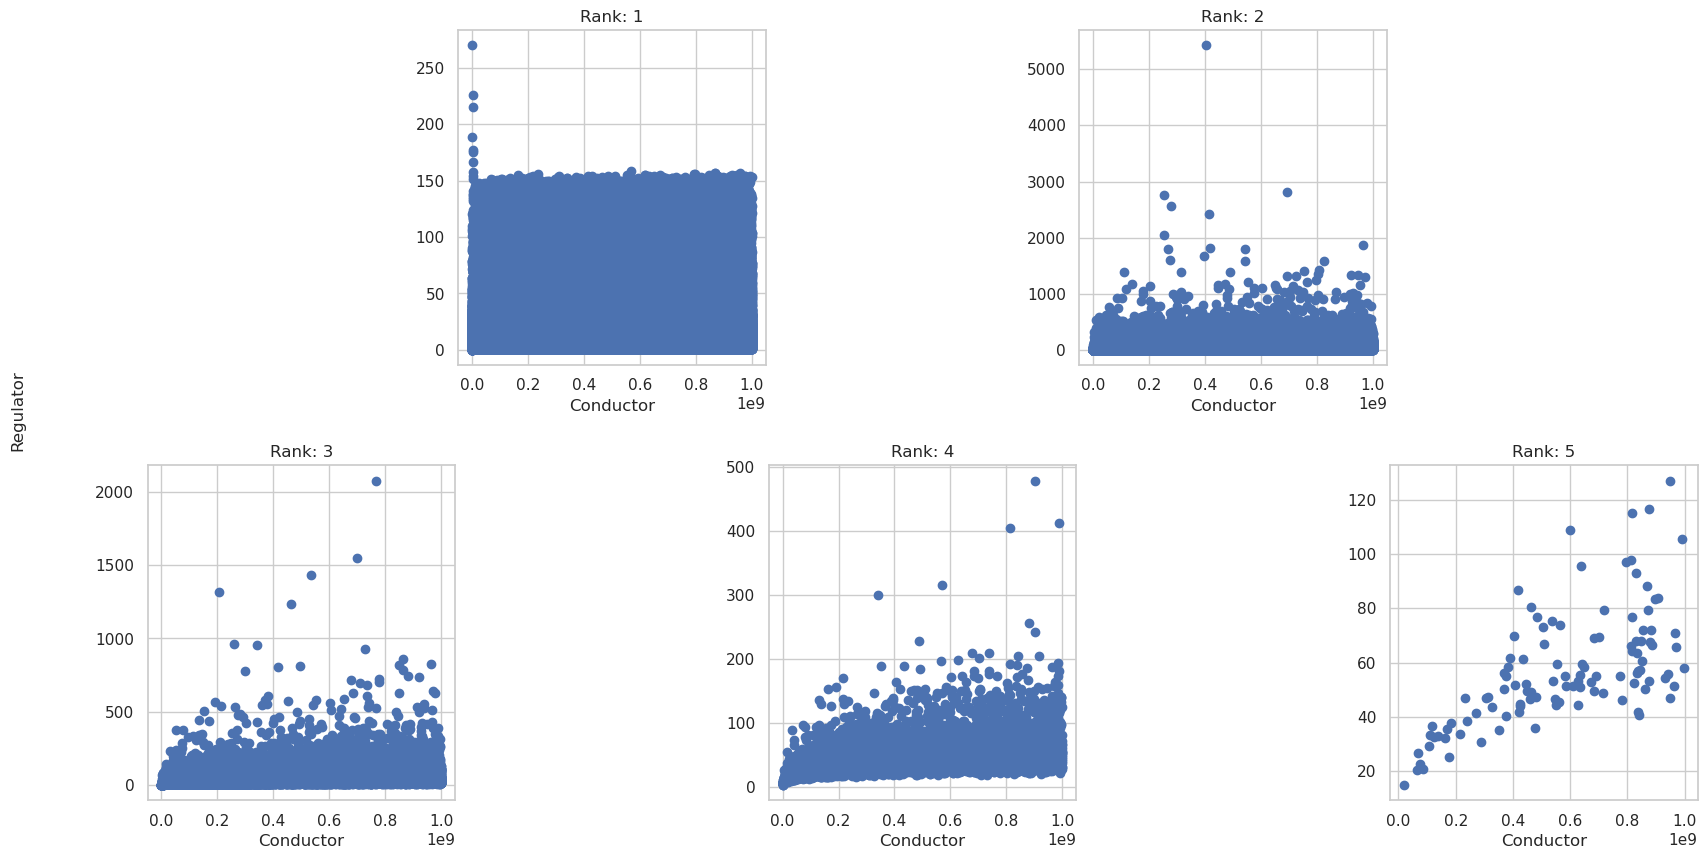 Rank: 1
250
200
150
100
50
0
0.0 0.2 0.4 0.6 0.8 1.0
Conductor
1e9
Rank: 2
5000
4000
3000
2000
1000
0
0.0 0.2 0.4 0.6 0.8 1.0
Conductor
1e9
Regulator
Rank: 3
2000
1500
1000
500
0
0.0 0.2 0.4 0.6 0.8 1.0
Conductor
1e9
Rank: 4
500
400
300
200
100
0
0.0 0.2 0.4 0.6 0.8 1.0
Conductor
1e9
Rank: 5
120
100
80
60
40
20
0.0 0.2 0.4 0.6 0.8 1.0
Conductor
1e9